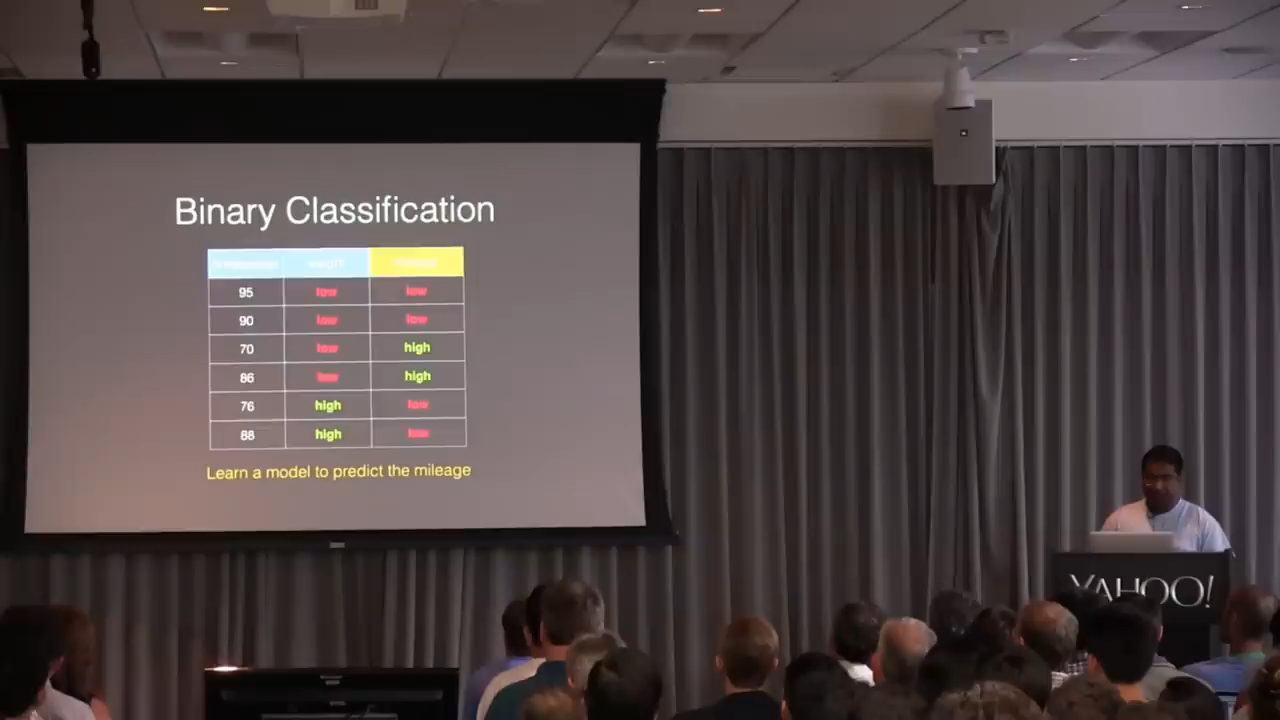 Binary Classification
95 low low
90 low low
70 low high
86 low high
76 high low
88 high low
Learn a model to predict the mileage
YAHOO!